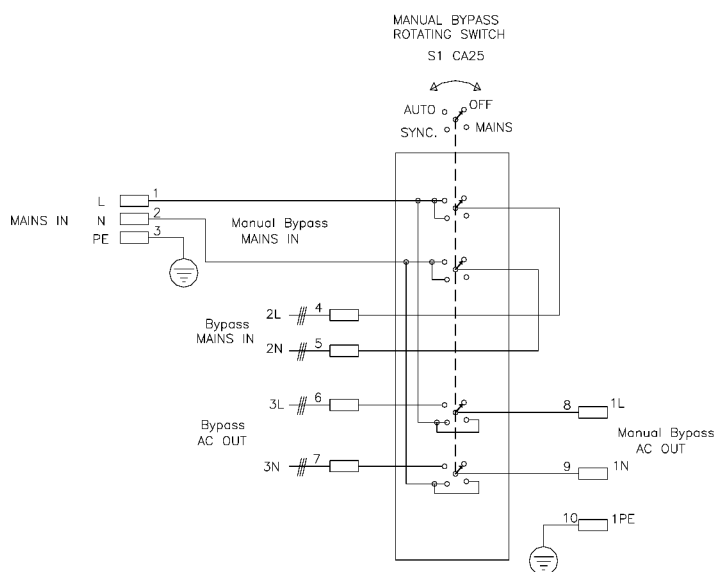 MANUAL BYPASS
ROTATING SWITCH
S1 CA25
AUTO
OFF
SYNC.
MAINS
MAINS IN
L
1
N
2
PE
3
Manual Bypass
MAINS IN
Bypass
MAINS IN
2L
4
2N
5
Bypass
AC OUT
3L
6
3N
7
8
1L
Manual Bypass
AC OUT
9
1N
10
1PE